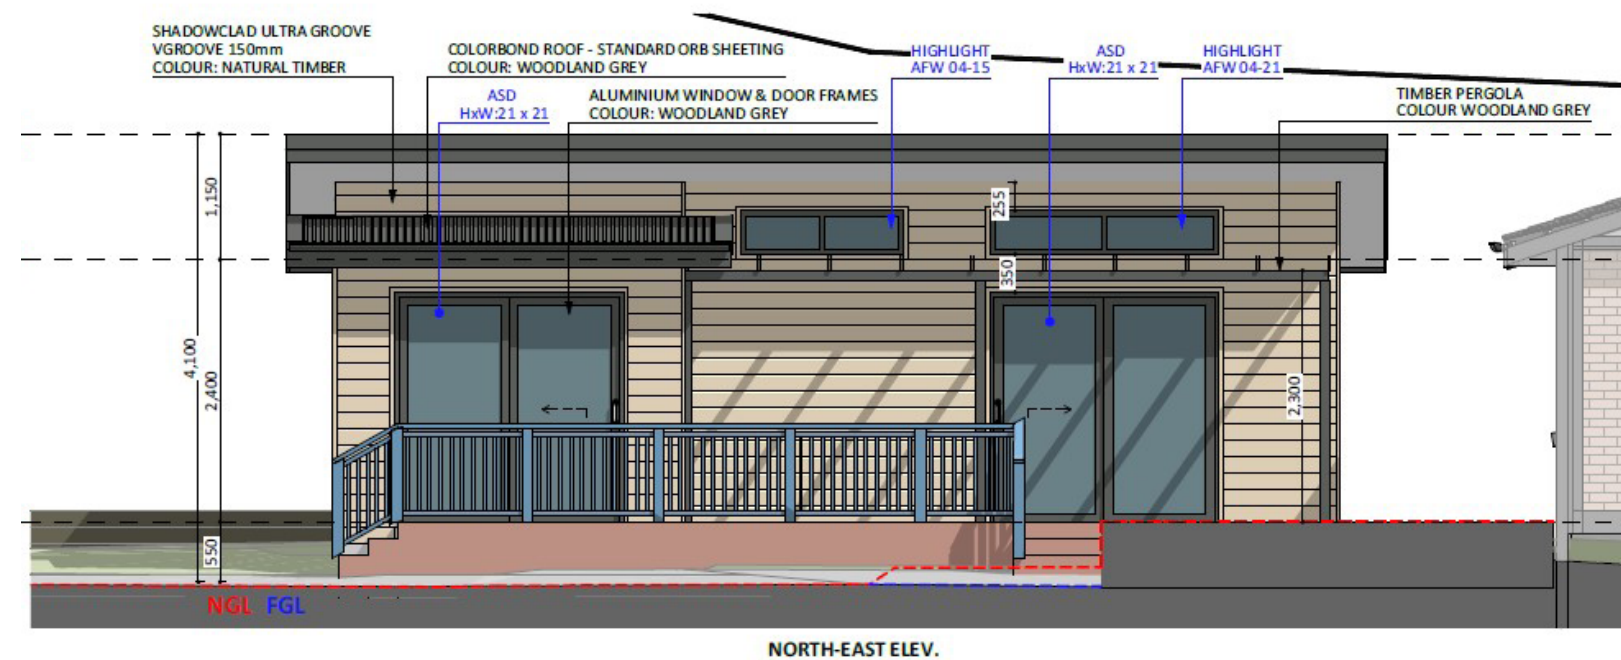 SHADOWCLAD ULTRA GROOVE
VGROOVE 150mm
COLOUR: NATURAL TIMBER
COLORBOND ROOF - STANDARD ORB SHEETING
COLOUR: WOODLAND GREY
ASD
HxW:21 x 21
ALUMINIUM WINDOW & DOOR FRAMES
COLOUR: WOODLAND GREY
HIGHLIGHT
AFW 04-15
ASD
HxW:21 x 21
HIGHLIGHT
AFW 04-21
TIMBER PERGOLA
COLOUR WOODLAND GREY
1,150
255
350
4,100
2,400
2,300
550
NGL FGL
NORTH-EAST ELEV.